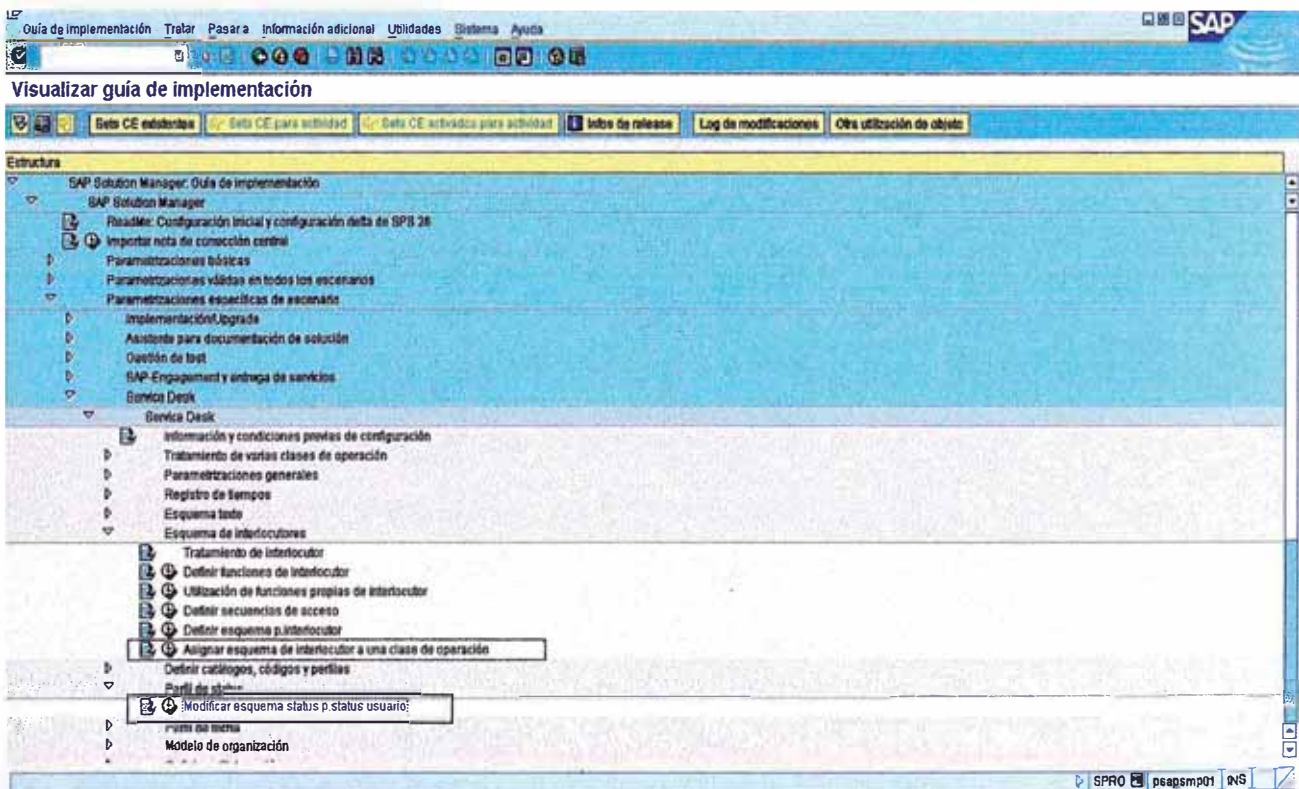 Guía de implementación Tratar Pasar a Información adicional Utilidades Sistema Ayuda
SAP
Visualizar guía de implementación
Sets CE existentes Sets CE para actividad Sets CE activados para actividad Infos de release Log de modificaciones Otra utilización de objeto
Estructura
SAP Solution Manager: Guía de implementación
SAP Solution Manager
ReadMe: Configuración inicial y configuración delta de SPS 26
Importar nota de corrección central
Parametrizaciones básicas
Parametrizaciones válidas en todos los escenarios
Parametrizaciones específicas de escenario
Implementación/Upgrade
Asistente para documentación de solución
Gestión de test
SAP-Engagement y entrega de servicios
Service Desk
Service Desk
Información y condiciones previas de configuración
Tratamiento de varias clases de operación
Parametrizaciones generales
Registro de tiempos
Esquema texto
Esquema de interlocutores
Tratamiento de interlocutor
Definir funciones de interlocutor
Utilización de funciones propias de interlocutor
Definir secuencias de acceso
Definir esquema p.interlocutor
Asignar esquema de interlocutor a una clase de operación
Definir catálogos, códigos y perfiles
Perfil de status
Modificar esquema status p.status usuario
Modelo de organización
SPRO psapsmp01 INS